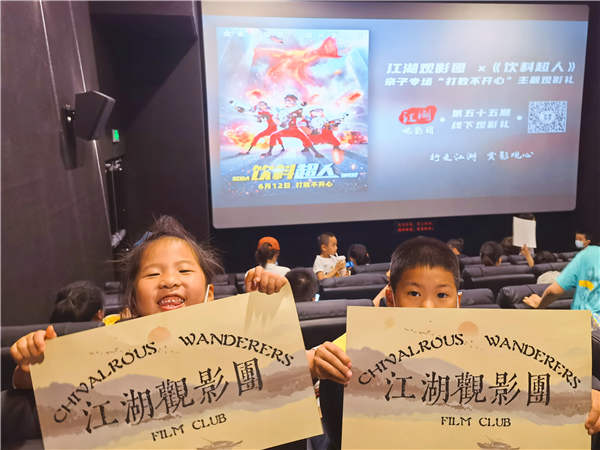 江湖观影團 ×《饮料超人》
亲子专场“打败不开心”主题观影礼
江湖
观影團
第五十五期
线下观影礼
行走江湖 赏影观心
饮料超人
6月12日 打败不开心
CHIVALROUS WANDERERS
江湖觀影團
FILM CLUB
CHIVALROUS WANDERERS
江湖觀影團
FILM CLUB